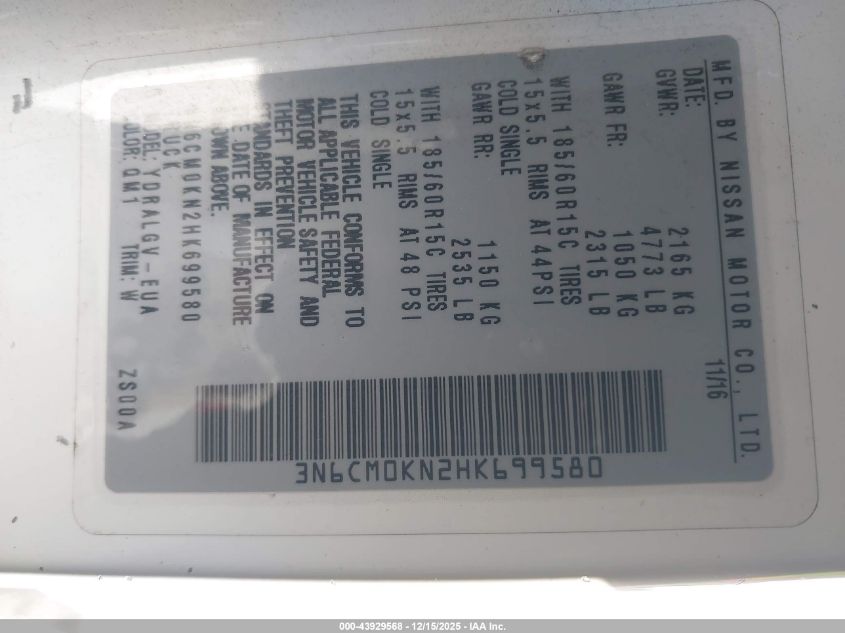 MFD. BY NISSAN MOTOR CO., LTD.
DATE: 11/16
GVWR: 2165 KG
4773 LB
GAWR FR: 1050 KG
2315 LB
WITH 185/60R15C TIRES
15x5.5 RIMS AT 44PSI
COLD SINGLE
GAWR RR: 1150 KG
2535 LB
WITH 185/60R15C TIRES
15x5.5 RIMS AT 48 PSI
COLD SINGLE
THIS VEHICLE CONFORMS TO
ALL APPLICABLE FEDERAL
MOTOR VEHICLE SAFETY AND
THEFT PREVENTION
STANDARDS IN EFFECT ON
DATE OF MANUFACTURE
ABOVE.
6CM0KN2HK699580
UCK
DEL: YDRALGV-EUA
OLOR: QM1 TRIM: W
ZS00A
3N6CM0KN2HK699580
000-43929568 - 12/15/2025 - IAA Inc.